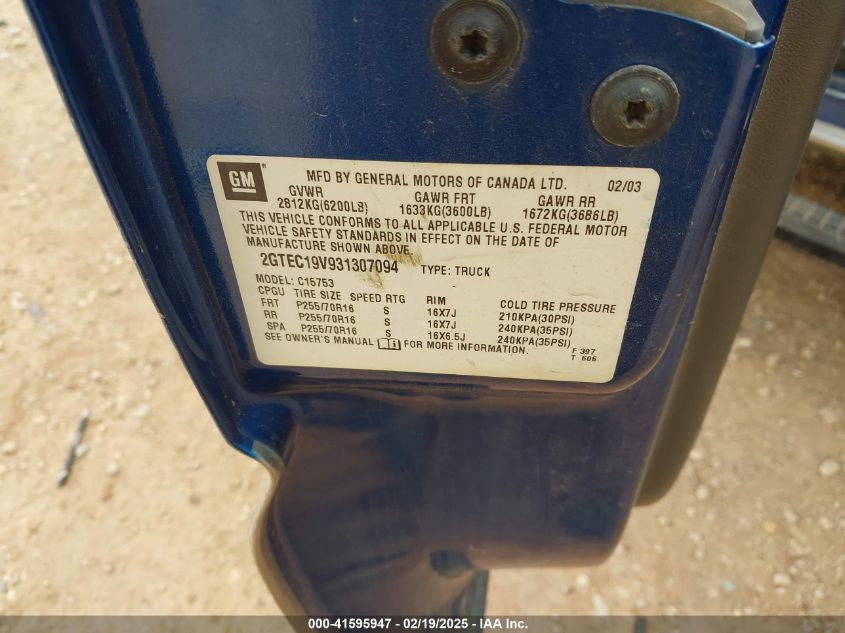 GM MFD BY GENERAL MOTORS OF CANADA LTD. 02/03
GVWR GAWR FRT GAWR RR
2812KG(6200LB) 1633KG(3600LB) 1672KG(3686LB)
THIS VEHICLE CONFORMS TO ALL APPLICABLE U.S. FEDERAL MOTOR
VEHICLE SAFETY STANDARDS IN EFFECT ON THE DATE OF
MANUFACTURE SHOWN ABOVE.
2GTEC19V931307094 TYPE: TRUCK
MODEL: C15753
CPGU TIRE SIZE SPEED RTG RIM COLD TIRE PRESSURE
FRT P255/70R16 S 16X7J 210KPA(30PSI)
RR P255/70R16 S 16X7J 240KPA(35PSI)
SPA P255/70R16 S 16X6.5J 240KPA(35PSI)
SEE OWNER'S MANUAL FOR MORE INFORMATION. F 397
T 606
000-41595947 - 02/19/2025 - IAA Inc.